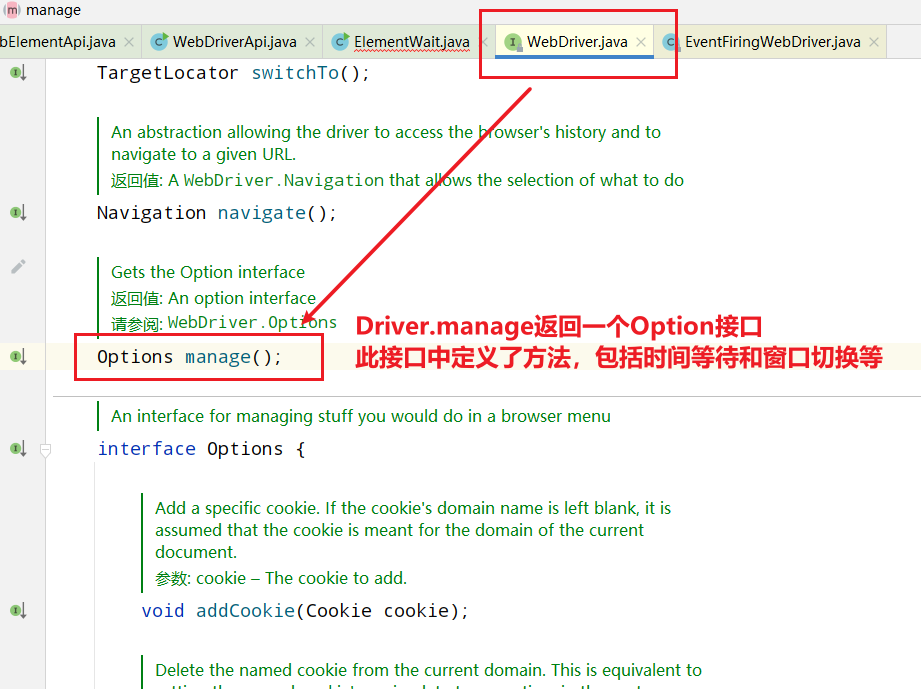 manage
bElementApi.java
WebDriverApi.java
ElementWait.java
WebDriver.java
EventFiringWebDriver.java
TargetLocator switchTo();
An abstraction allowing the driver to access the browser's history and to
navigate to a given URL.
返回值: A WebDriver.Navigation that allows the selection of what to do
Navigation navigate();
Gets the Option interface
返回值: An option interface
请参阅: WebDriver.Options
Driver.manage返回一个Option接口
此接口中定义了方法，包括时间等待和窗口切换等
Options manage();
An interface for managing stuff you would do in a browser menu
interface Options {
Add a specific cookie. If the cookie's domain name is left blank, it is
assumed that the cookie is meant for the domain of the current
document.
参数: cookie – The cookie to add.
void addCookie(Cookie cookie);
Delete the named cookie from the current domain. This is equivalent to